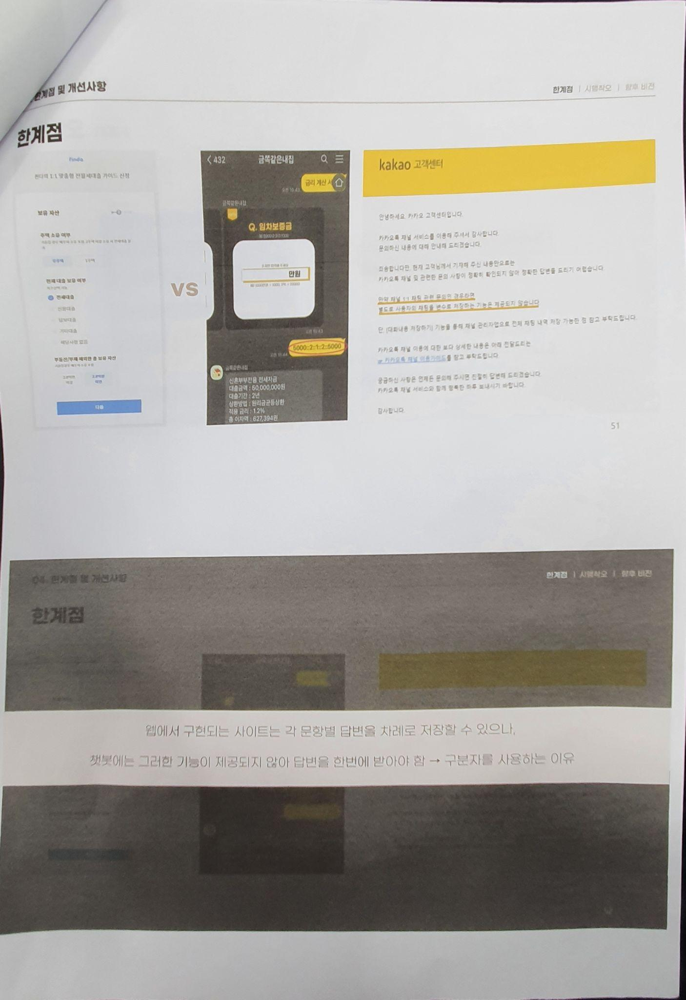 한계점 및 개선사항
한계점 | 시행착오 | 향후 비전
한계점
finda
핀다의 1:1 맞춤형 전월세대출 가이드 신청
보유 자산
주택 소유 여부
무주택
1주택
현재 대출 보유 여부
전세대출
신용대출
담보대출
기타대출
해당사항 없음
부동산/부채 제외한 총 보유 자산
다음
VS
432
금쪽같은내집
금리 계산 시
오전 10:43
금쪽같은내집
Q. 임차보증금
만원
오전 10:43
5000::2::1::2::5000
오전 10:44
금쪽같은내집
신혼부부전용 전세자금
대출금액 : 50,000,000원
대출기간 : 2년
상환방법 : 원리금균등상환
적용 금리 : 1.2%
총 이자액 : 627,394원
kakao 고객센터
안녕하세요. 카카오 고객센터입니다.
카카오톡 채널 서비스를 이용해 주셔서 감사합니다.
문의하신 내용에 대해 안내해 드리겠습니다.
죄송합니다만, 현재 고객님께서 기재해 주신 내용만으로는
카카오톡 채널 및 관련한 문의 사항이 정확히 확인되지 않아 정확한 답변을 드리기 어렵습니다.
만약 채널 1:1 채팅 관련 문의인 경우라면
별도로 사용자의 채팅을 변수로 저장하는 기능은 제공되지 않습니다
단, [대화내용 저장하기] 기능을 통해 채널 관리자앱으로 전체 채팅 내역 저장 가능한 점 참고 부탁드립니다.
카카오톡 채널 이용에 대한 보다 상세한 내용은 아래 전달드리는
☞ 카카오톡 채널 이용가이드를 참고 부탁드립니다.
궁금하신 사항은 언제든 문의해 주시면 친절히 답변해 드리겠습니다.
카카오톡 채널 서비스와 함께 행복한 하루 보내시기 바랍니다.
감사합니다.
51
04. 한계점 및 개선사항
한계점 | 시행착오 | 향후 비전
한계점
웹에서 구현되는 사이트는 각 문항별 답변을 차례로 저장할 수 있으나,
챗봇에는 그러한 기능이 제공되지 않아 답변을 한번에 받아야 함 → 구분자를 사용하는 이유